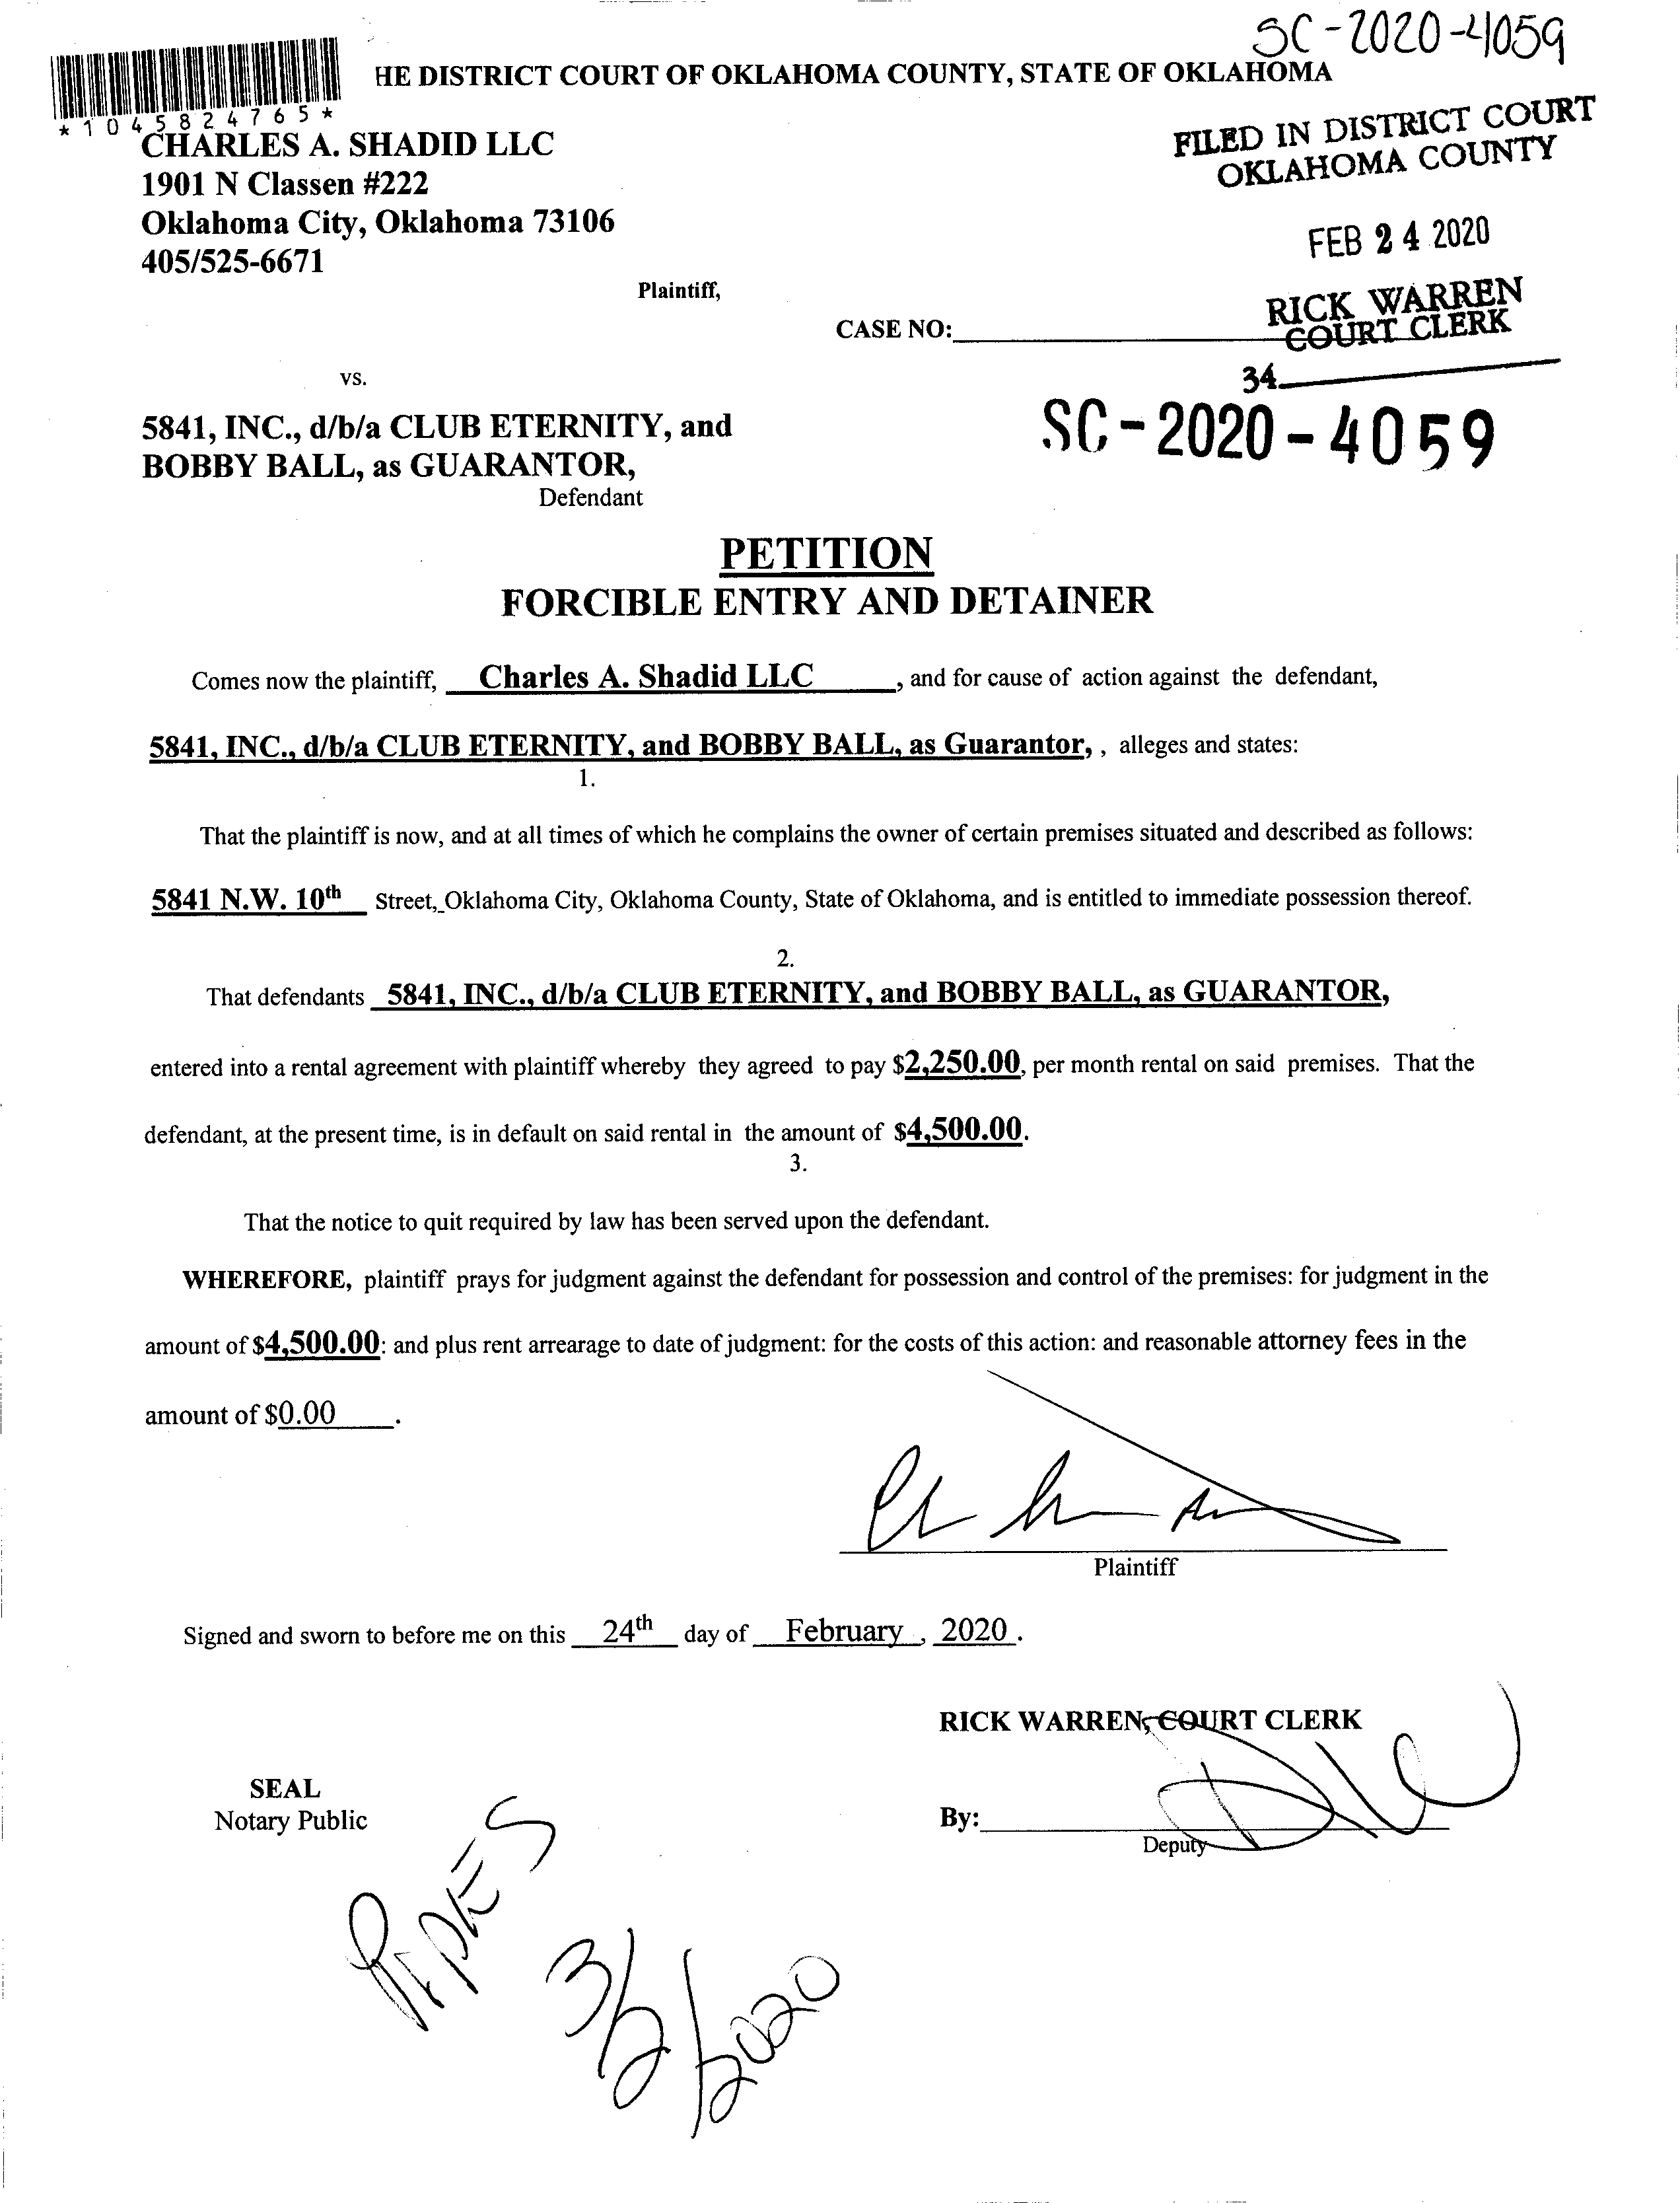 SC-2020-4059
HE DISTRICT COURT OF OKLAHOMA COUNTY, STATE OF OKLAHOMA
*1045824765*
CHARLES A. SHADID LLC
1901 N Classen #222
Oklahoma City, Oklahoma 73106
405/525-6671
Plaintiff,
FILED IN DISTRICT COURT
OKLAHOMA COUNTY
FEB 24 2020
RICK WARREN
COURT CLERK
CASE NO:
34
vs.
SC-2020-4059
5841, INC., d/b/a CLUB ETERNITY, and
BOBBY BALL, as GUARANTOR,
Defendant
PETITION
FORCIBLE ENTRY AND DETAINER
Comes now the plaintiff, Charles A. Shadid LLC , and for cause of action against the defendant,
5841, INC., d/b/a CLUB ETERNITY, and BOBBY BALL, as Guarantor, , alleges and states:
1.
That the plaintiff is now, and at all times of which he complains the owner of certain premises situated and described as follows:
5841 N.W. 10th Street, Oklahoma City, Oklahoma County, State of Oklahoma, and is entitled to immediate possession thereof.
2.
That defendants 5841, INC., d/b/a CLUB ETERNITY, and BOBBY BALL, as GUARANTOR,
entered into a rental agreement with plaintiff whereby they agreed to pay $2,250.00, per month rental on said premises. That the
defendant, at the present time, is in default on said rental in the amount of $4,500.00.
3.
That the notice to quit required by law has been served upon the defendant.
WHEREFORE, plaintiff prays for judgment against the defendant for possession and control of the premises: for judgment in the
amount of $4,500.00: and plus rent arrearage to date of judgment: for the costs of this action: and reasonable attorney fees in the
amount of $0.00 .
Plaintiff
Signed and sworn to before me on this 24th day of February , 2020 .
RICK WARREN, COURT CLERK
SEAL
Notary Public
By:
Deputy
3/2/2020